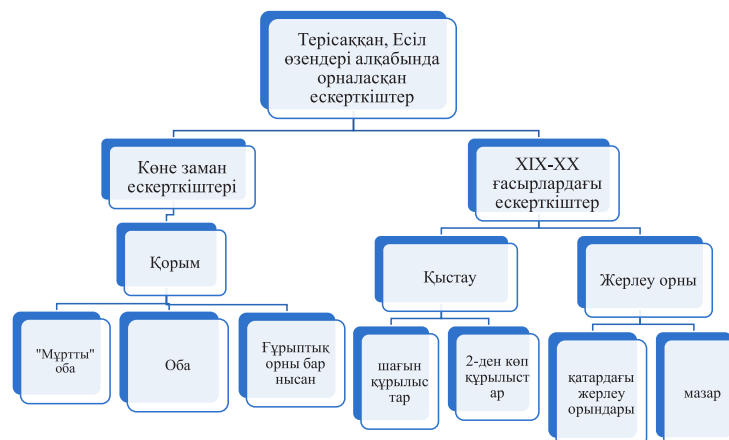 Терісаққан, Есіл
өзендері алқабында
орналасқан
ескерткіштер
Көне заман
ескерткіштері
XIX-XX
ғасырлардағы
ескерткіштер
Қорым
Қыстау
Жерлеу орны
"Мұртты"
оба
Оба
Ғұрыптық
орны бар
нысан
шағын
құрылыс
тар
2-ден көп
құрылыст
ар
қатардағы
жерлеу
орындары
мазар